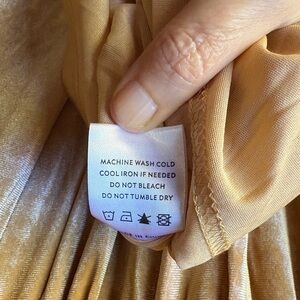 MACHINE WASH COLD
COOL IRON IF NEEDED
DO NOT BLEACH
DO NOT TUMBLE DRY